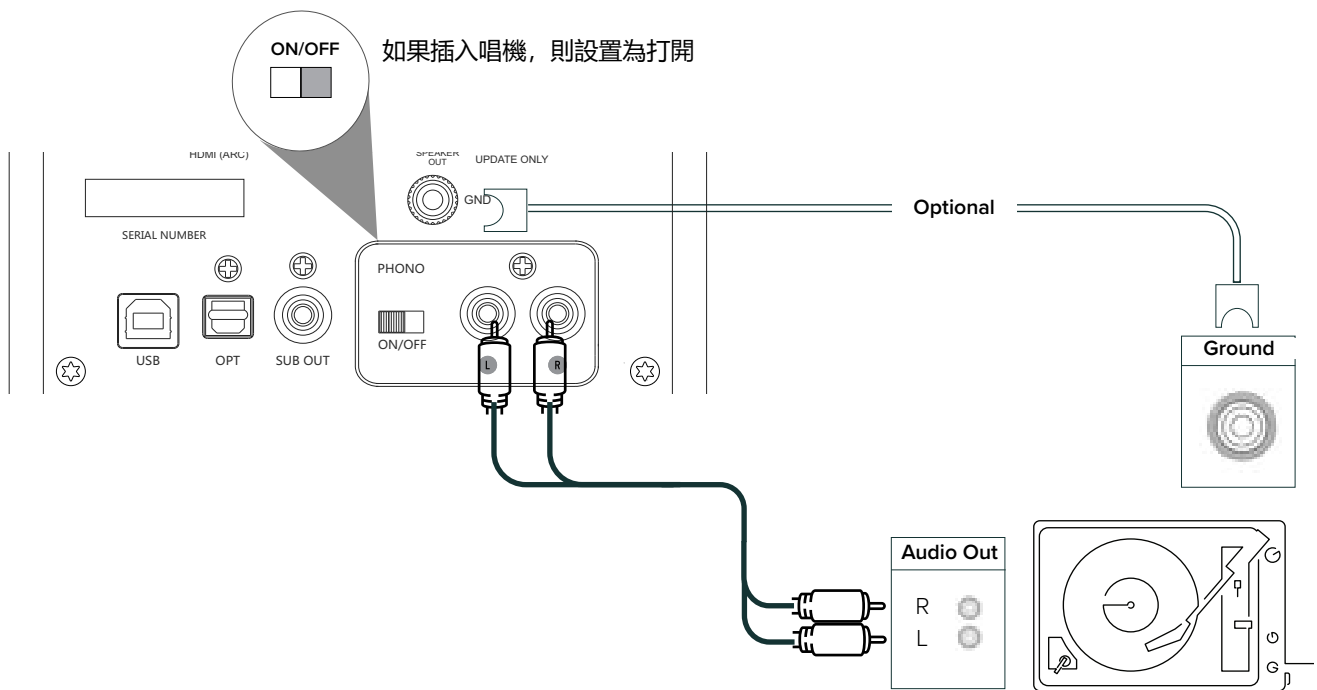 ON/OFF
如果插入唱機，則設置為打開
HDMI (ARC)
SPEAKER
OUT
UPDATE ONLY
GND
Optional
SERIAL NUMBER
PHONO
ON/OFF
USB
OPT
SUB OUT
L
R
Ground
Audio Out
R
L